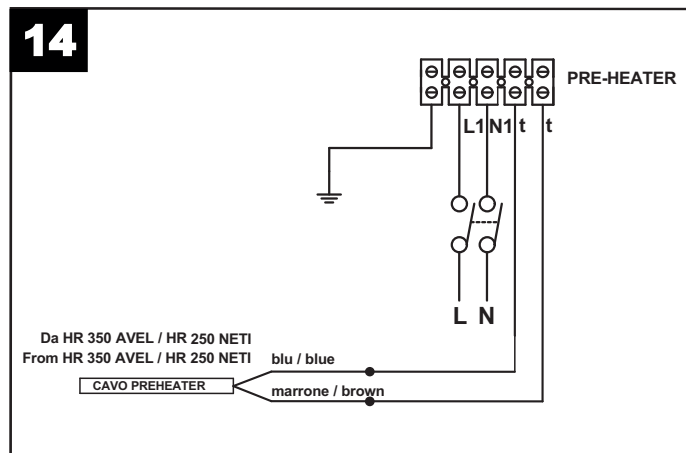 14
PRE-HEATER
L1 N1 t t
L N
Da HR 350 AVEL / HR 250 NETI
From HR 350 AVEL / HR 250 NETI
blu / blue
CAVO PREHEATER
marrone / brown